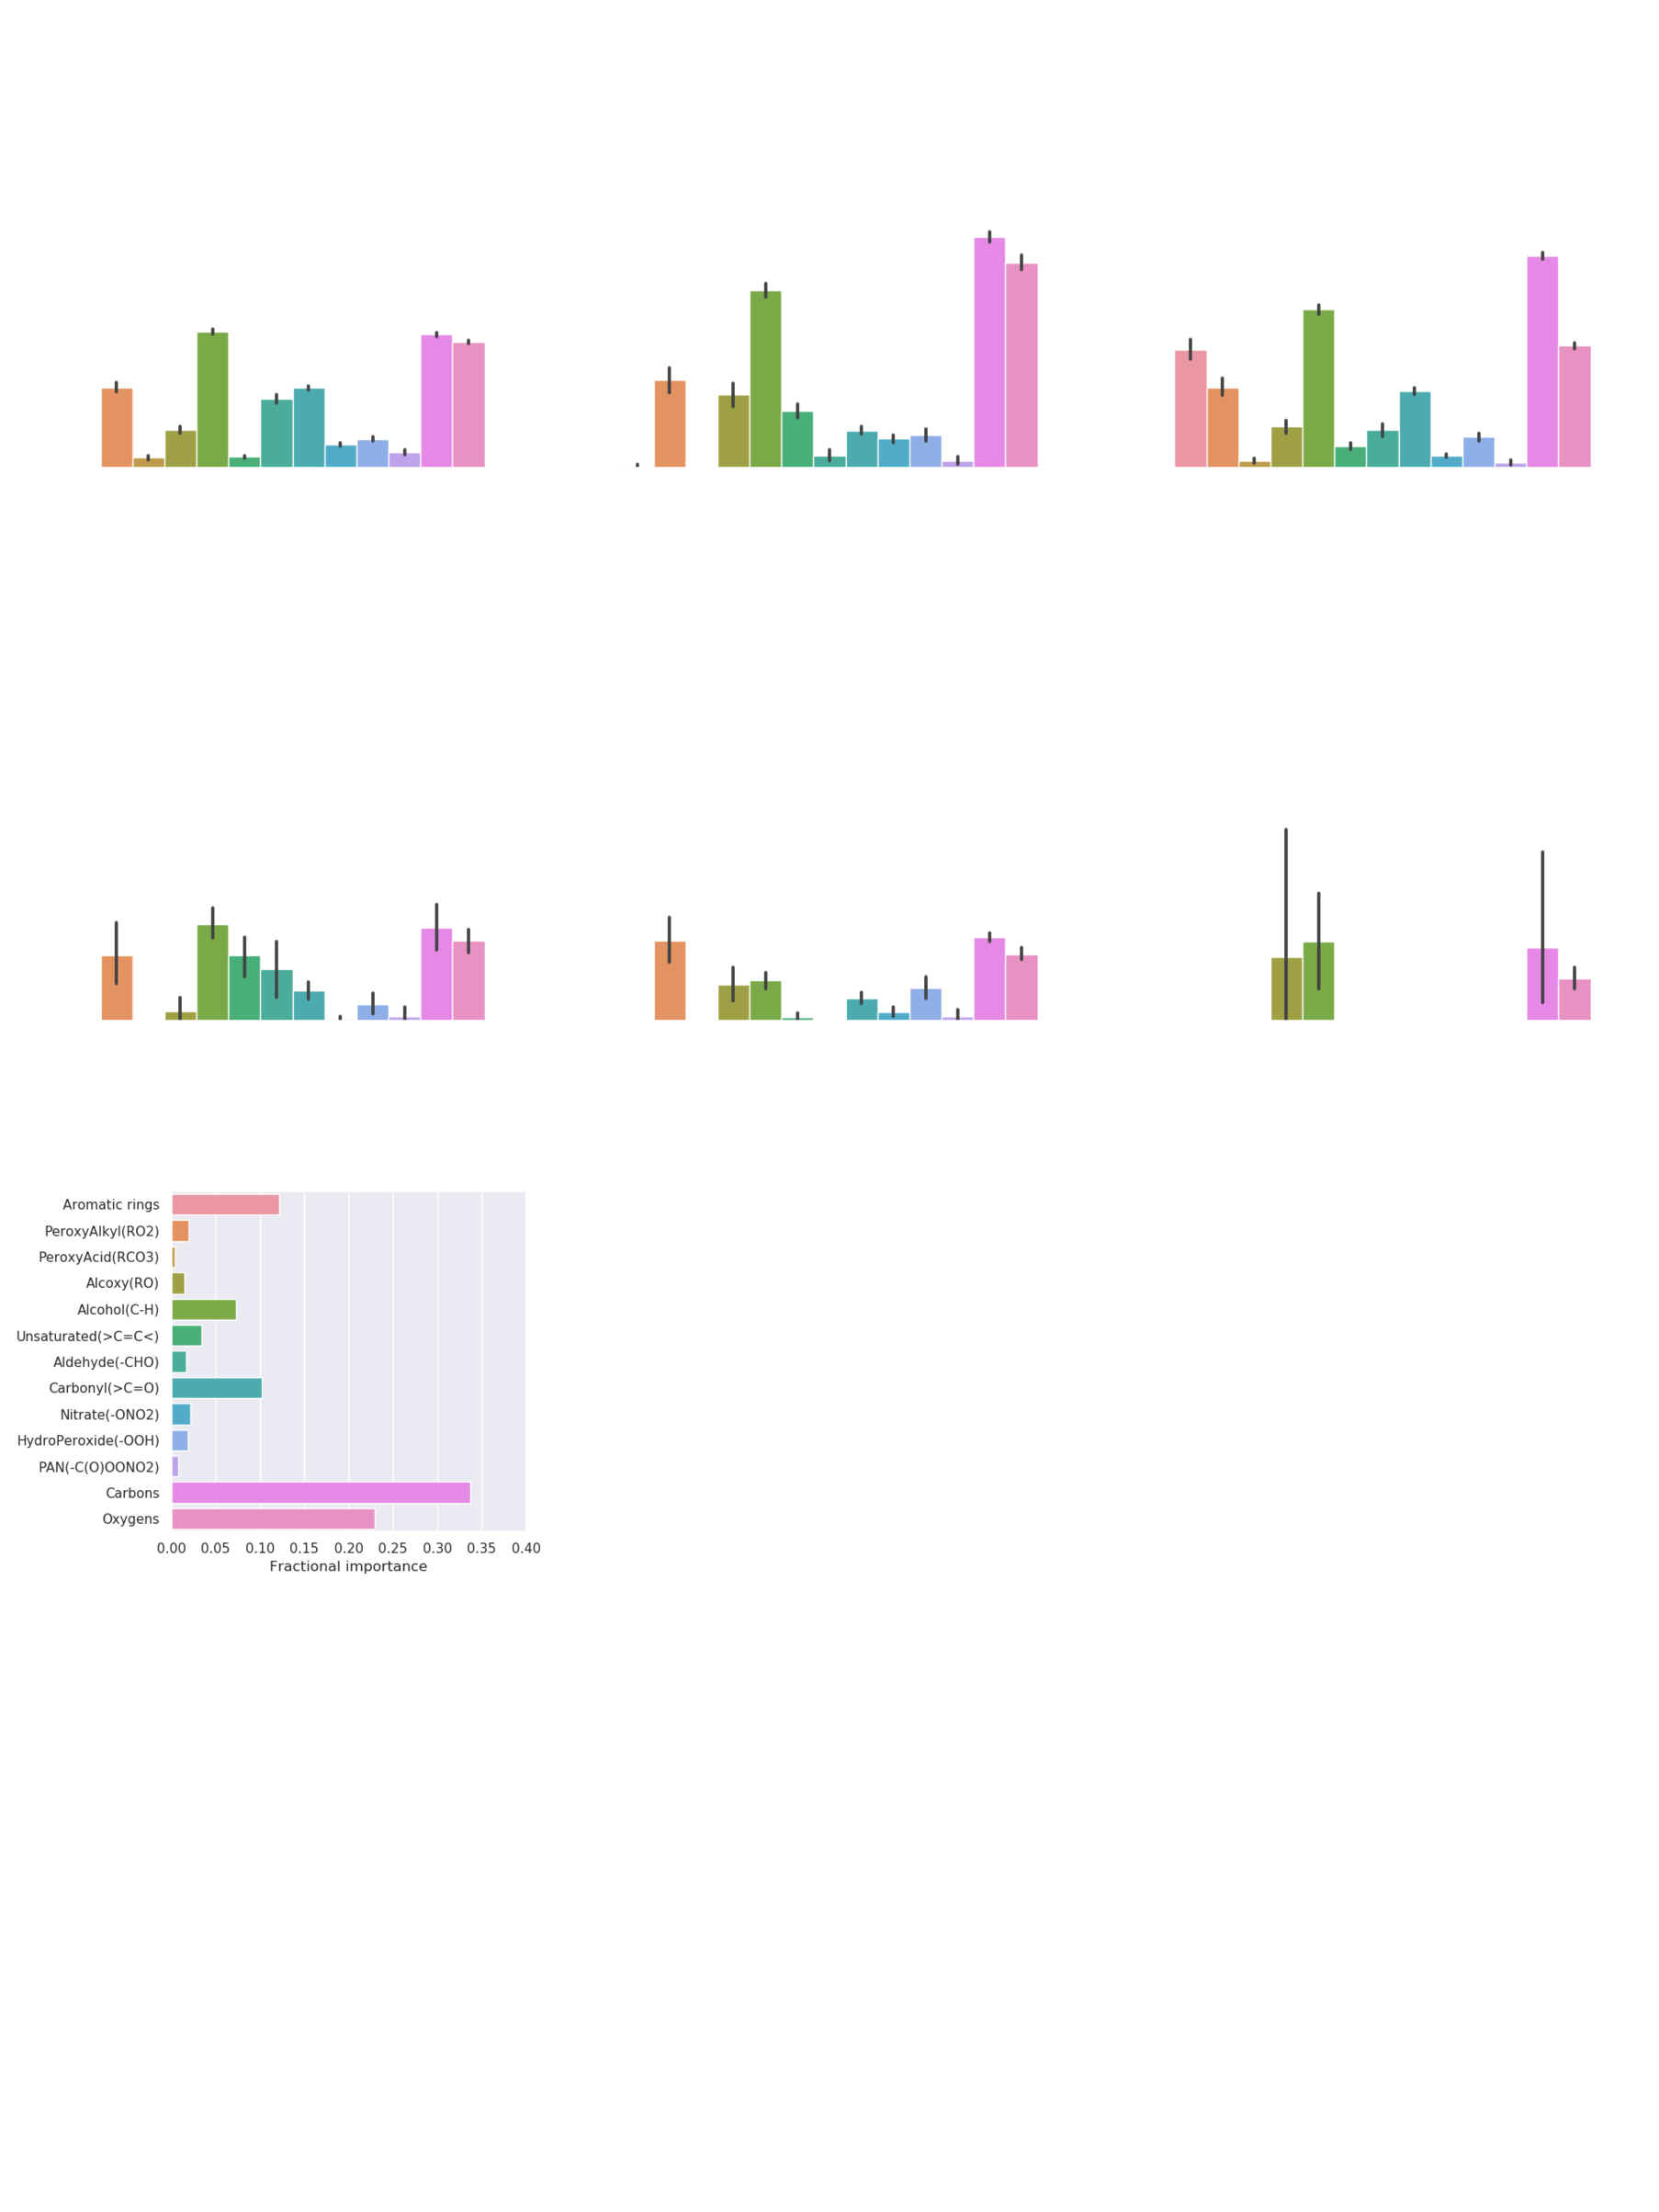 Aromatic rings
PeroxyAlkyl(RO2)
PeroxyAcid(RCO3)
Alcoxy(RO)
Alcohol(C-H)
Unsaturated(>C=C<)
Aldehyde(-CHO)
Carbonyl(>C=O)
Nitrate(-ONO2)
HydroPeroxide(-OOH)
PAN(-C(O)OONO2)
Carbons
Oxygens
0.00 0.05 0.10 0.15 0.20 0.25 0.30 0.35 0.40
Fractional importance